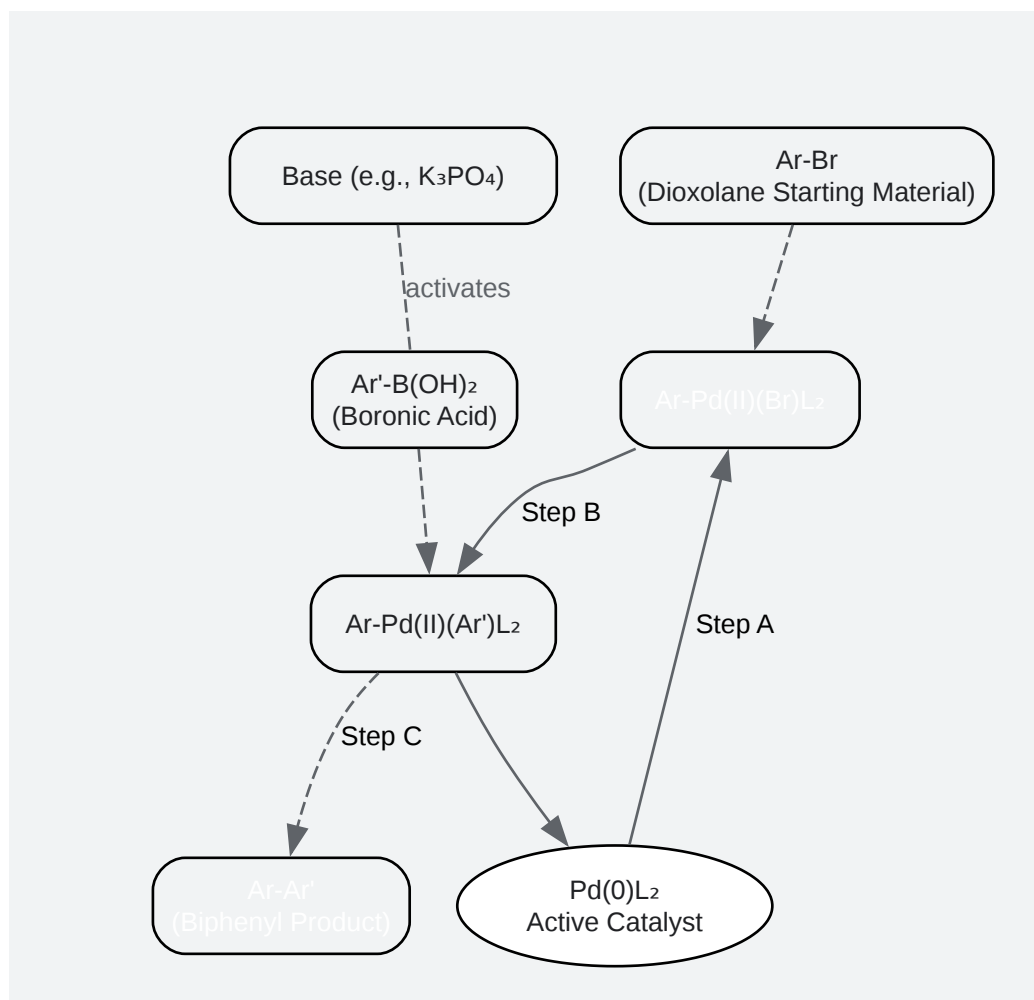 Base (e.g., K₃PO₄)
Ar-Br
(Dioxolane Starting Material)
activates
Ar'-B(OH)₂
(Boronic Acid)
Ar-Pd(II)(Br)L₂
Step B
Ar-Pd(II)(Ar')L₂
Step A
Step C
Ar-Ar'
(Biphenyl Product)
Pd(0)L₂
Active Catalyst